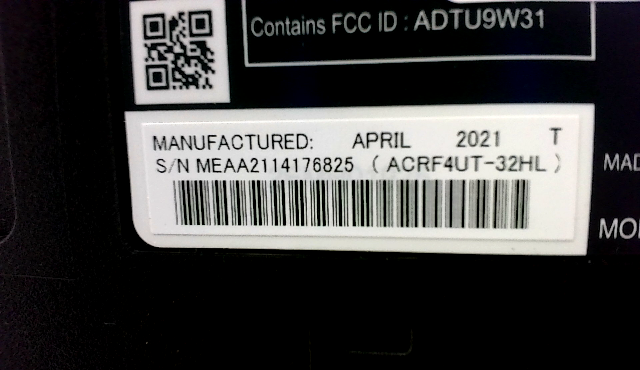 Contains FCC ID : ADTU9W31
MANUFACTURED: APRIL 2021 T
S/N MEAA2114176825 ( ACRF4UT-32HL )